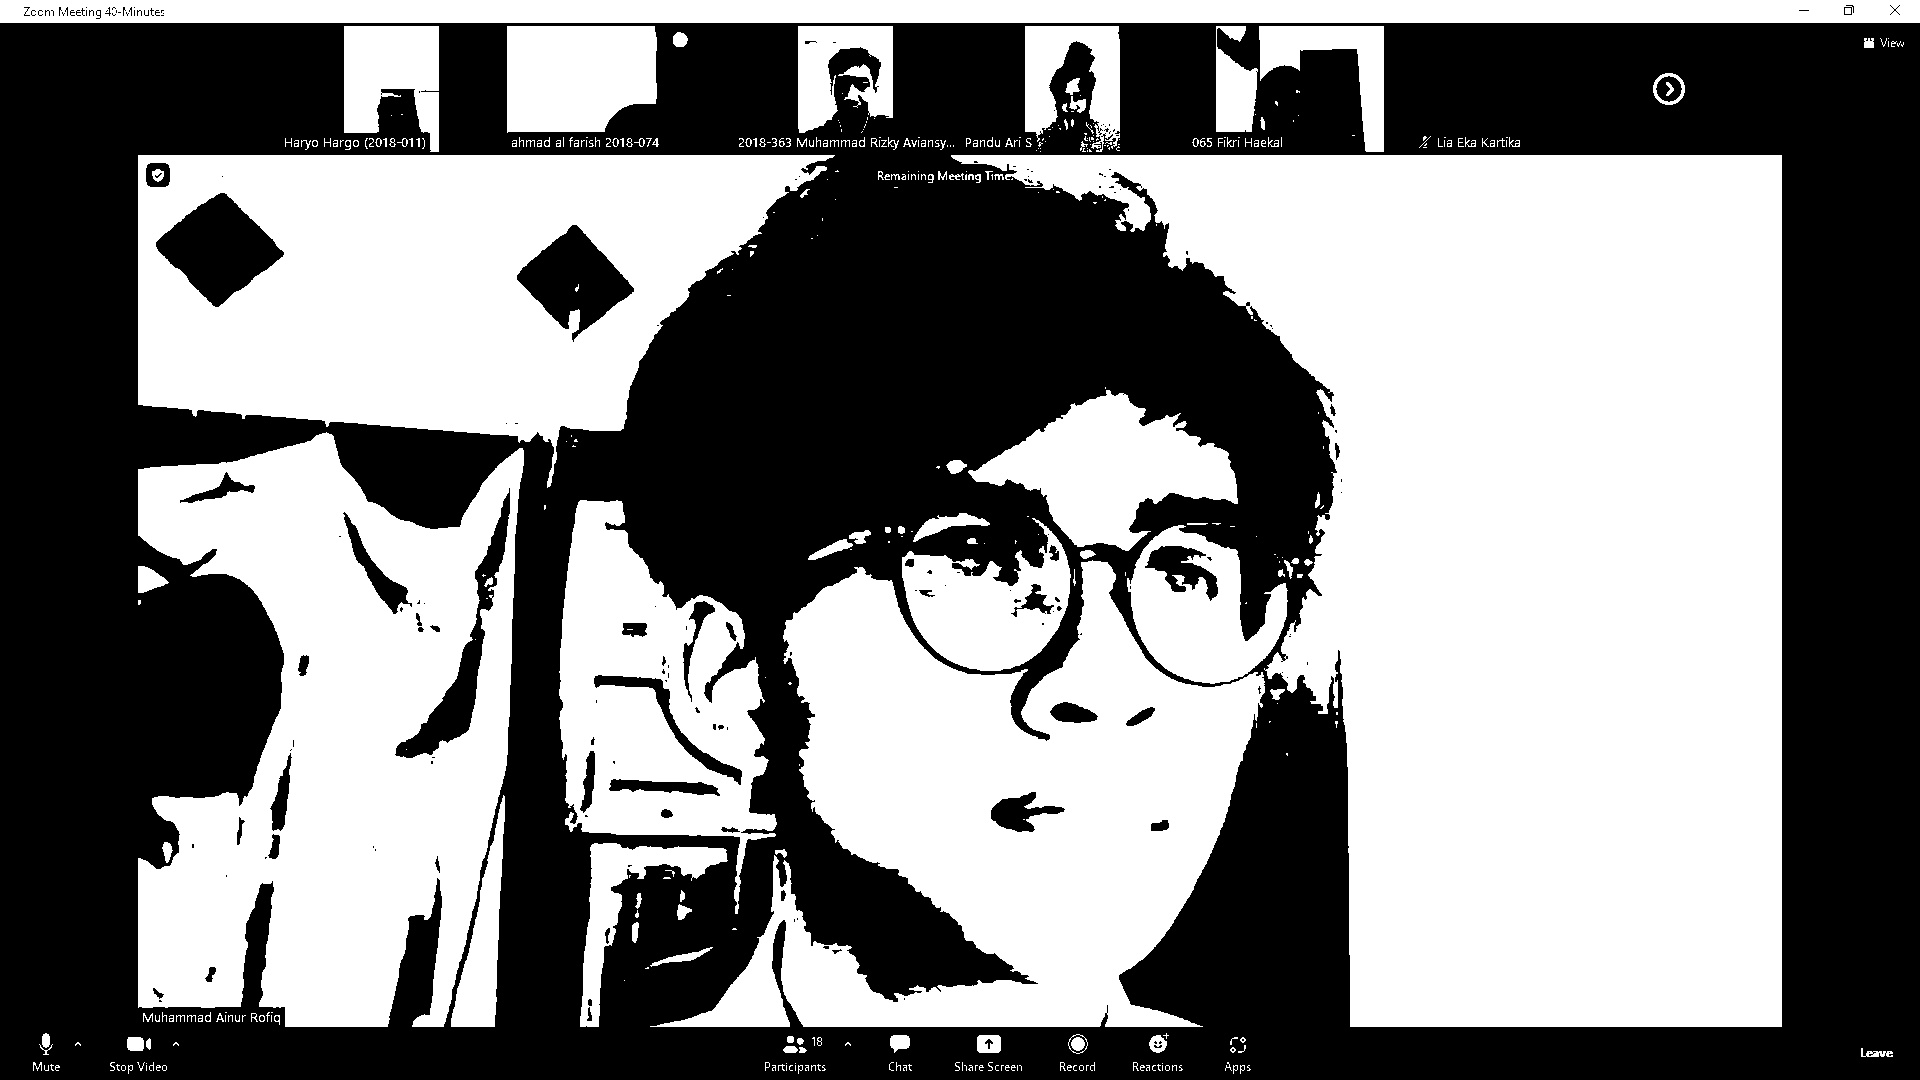 Zoom Meeting 40-Minutes
View
Haryo Hargo (2018-011)
ahmad al farish 2018-074
2018-363 Muhammad Rizky Aviansy...
Pandu Ari S
065 Fikri Haekal
Lia Eka Kartika
Remaining Meeting Time:
Muhammad Ainur Rofiq
Mute
Stop Video
18
Participants
Chat
Share Screen
Record
Reactions
Apps
Leave